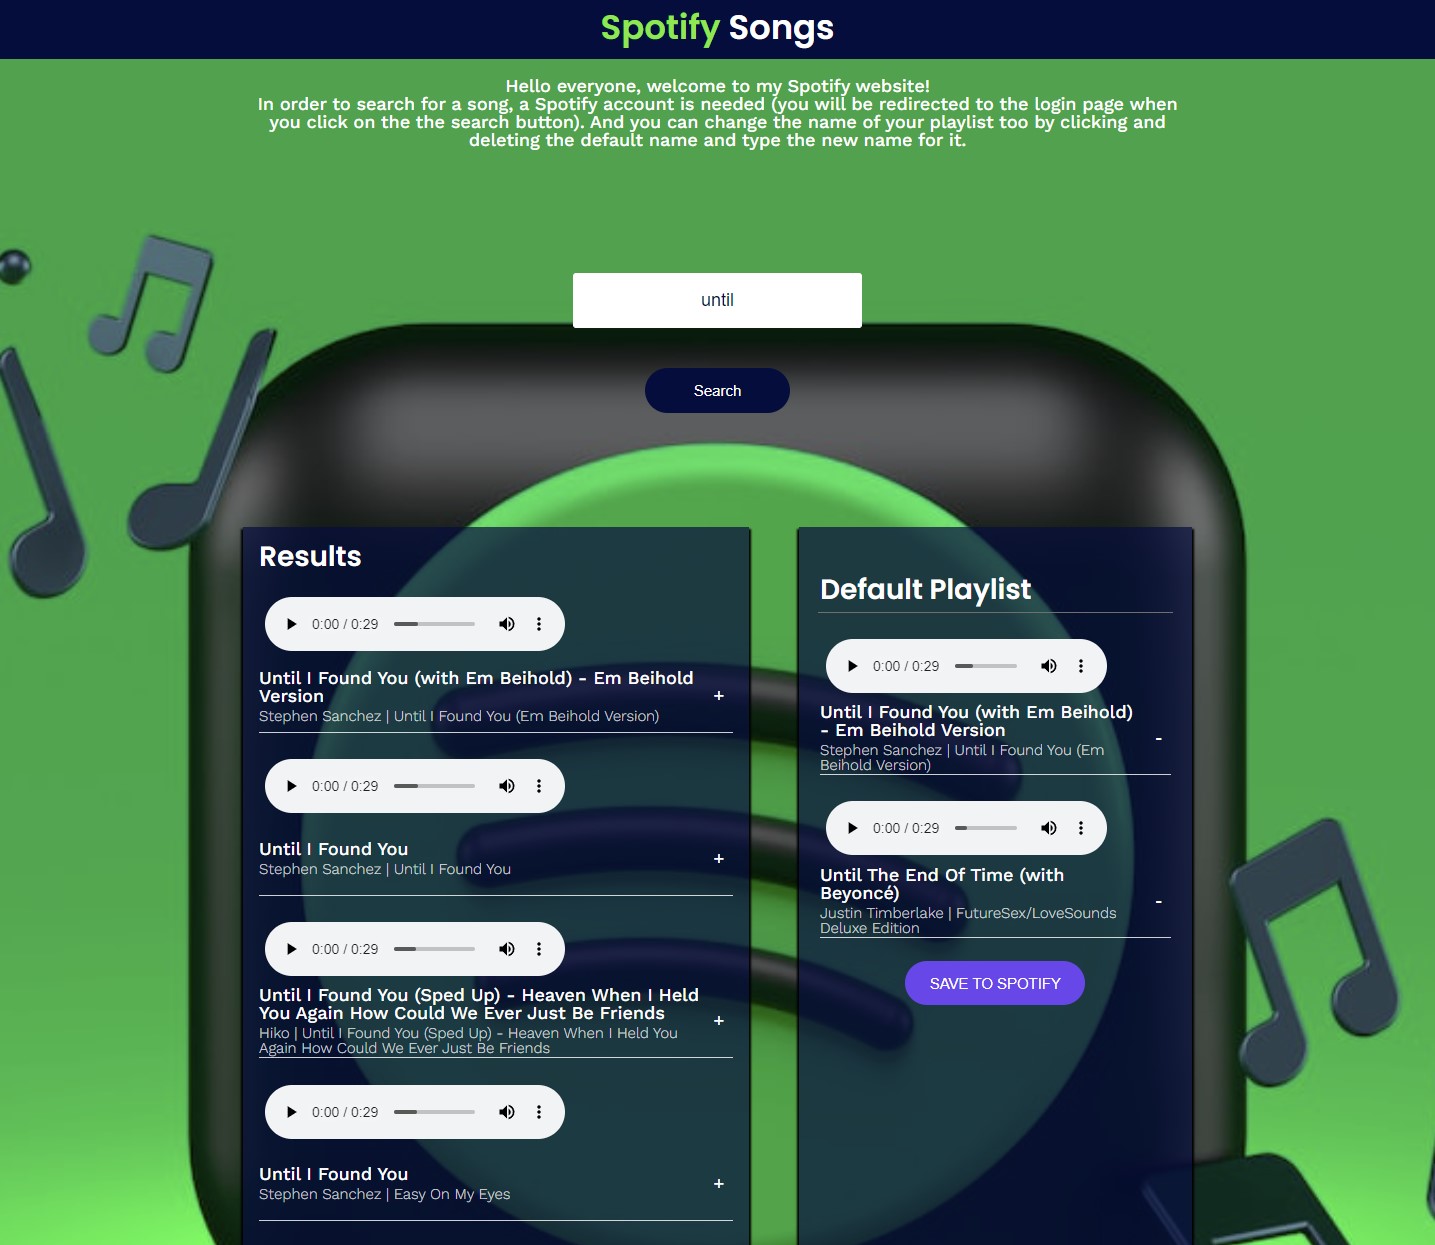 Spotify Songs
Hello everyone, welcome to my Spotify website!
In order to search for a song, a Spotify account is needed (you will be redirected to the login page when
you click on the the search button). And you can change the name of your playlist too by clicking and
deleting the default name and type the new name for it.
until
Search
Results
0:00 / 0:29
Until I Found You (with Em Beihold) - Em Beihold
Version
Stephen Sanchez | Until I Found You (Em Beihold Version)
+
0:00 / 0:29
Until I Found You
Stephen Sanchez | Until I Found You
+
0:00 / 0:29
Until I Found You (Sped Up) - Heaven When I Held
You Again How Could We Ever Just Be Friends
Hiko | Until I Found You (Sped Up) - Heaven When I Held You
Again How Could We Ever Just Be Friends
+
0:00 / 0:29
Until I Found You
Stephen Sanchez | Easy On My Eyes
+
Default Playlist
0:00 / 0:29
Until I Found You (with Em Beihold)
- Em Beihold Version
Stephen Sanchez | Until I Found You (Em
Beihold Version)
-
0:00 / 0:29
Until The End Of Time (with
Beyoncé)
Justin Timberlake | FutureSex/LoveSounds
Deluxe Edition
-
SAVE TO SPOTIFY